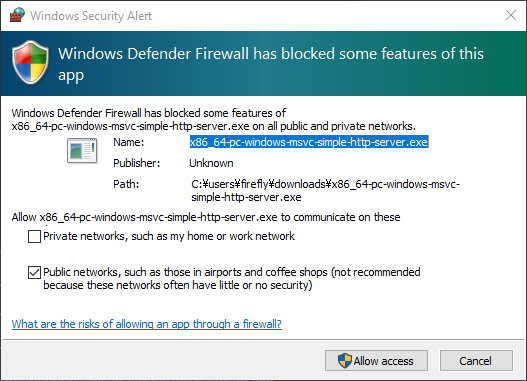 Windows Security Alert
Windows Defender Firewall has blocked some features of this
app
Windows Defender Firewall has blocked some features of
x86_64-pc-windows-msvc-simple-http-server.exe on all public and private networks.
Name: x86_64-pc-windows-msvc-simple-http-server.exe
Publisher: Unknown
Path: C:¥users¥firefly¥downloads¥x86_64-pc-windows-msvc-
simple-http-server.exe
Allow x86_64-pc-windows-msvc-simple-http-server.exe to communicate on these
Private networks, such as my home or work network
Public networks, such as those in airports and coffee shops (not recommended
because these networks often have little or no security)
What are the risks of allowing an app through a firewall?
Allow access Cancel